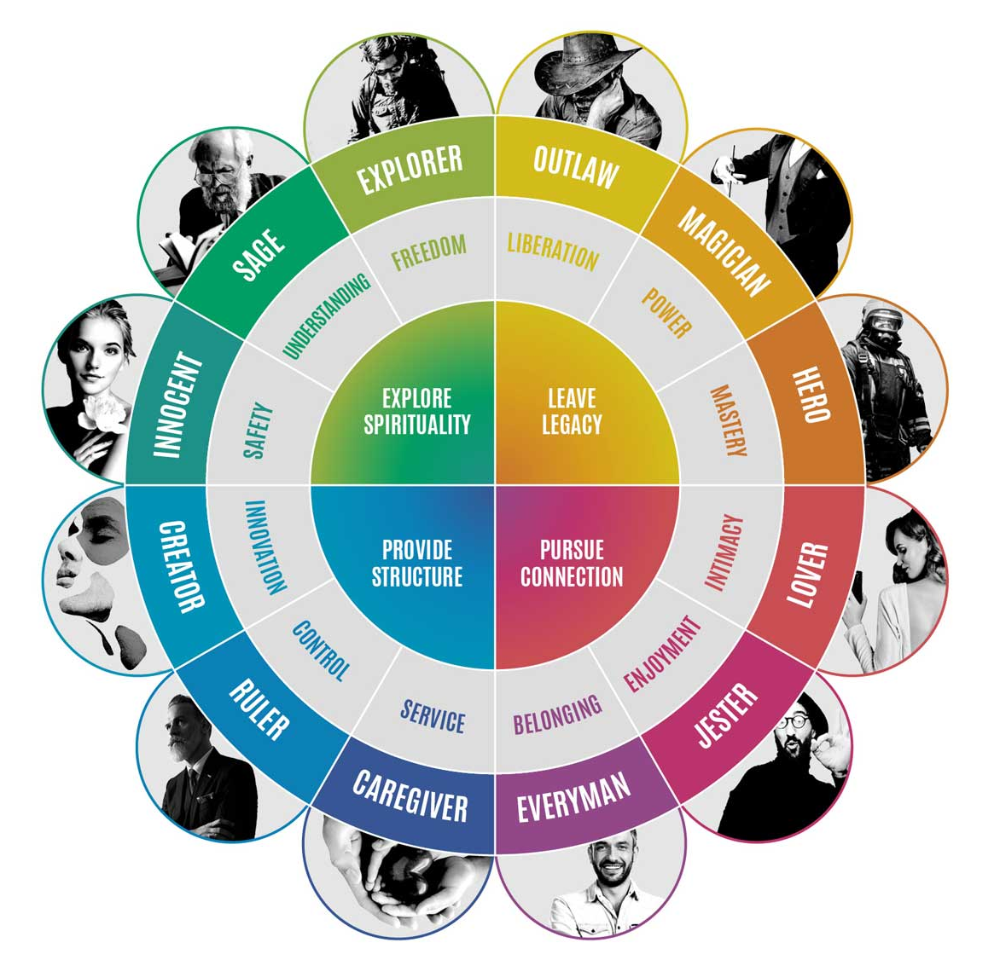 EXPLORER
OUTLAW
MAGICIAN
HERO
LOVER
JESTER
EVERYMAN
CAREGIVER
RULER
CREATOR
INNOCENT
SAGE
FREEDOM
LIBERATION
POWER
MASTERY
INTIMACY
ENJOYMENT
BELONGING
SERVICE
CONTROL
INNOVATION
SAFETY
UNDERSTANDING
EXPLORE
SPIRITUALITY
LEAVE
LEGACY
PROVIDE
STRUCTURE
PURSUE
CONNECTION